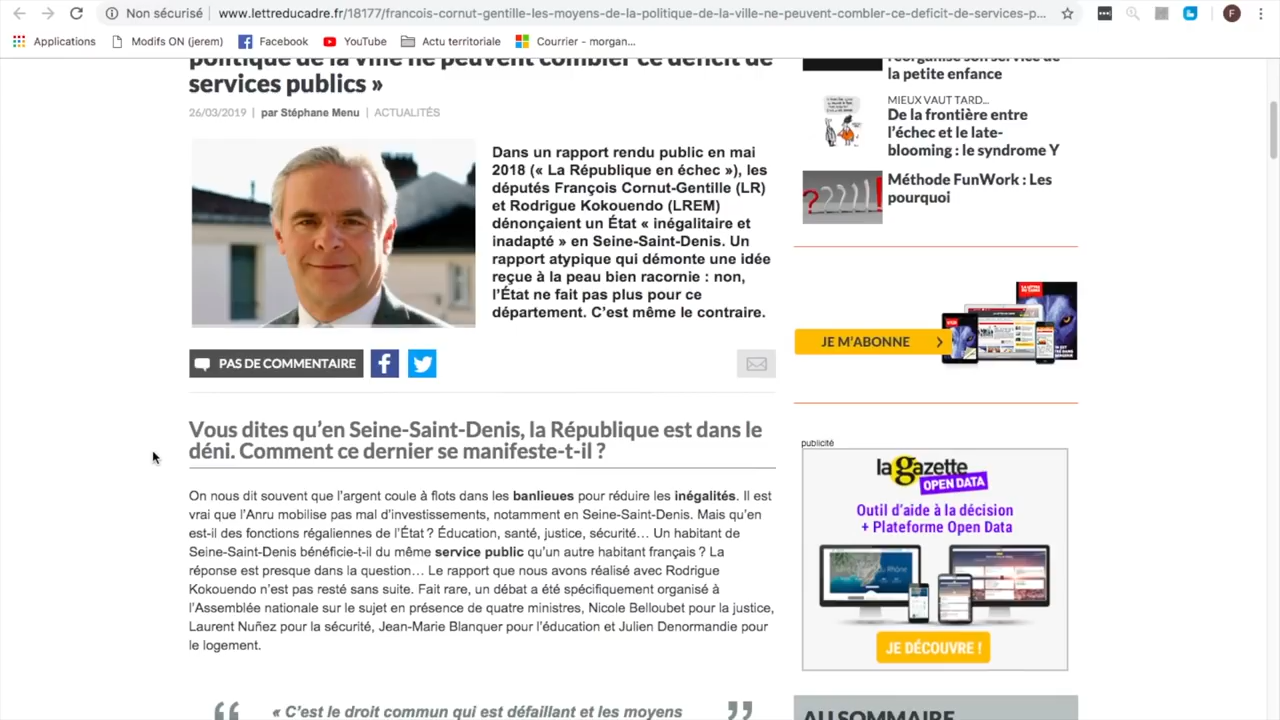 Non sécurisé
www.lettreducadre.fr/18177/francois-cornut-gentille-les-moyens-de-la-politique-de-la-ville-ne-peuvent-combler-ce-deficit-de-services-p...
F
Applications
Modifs ON (jerem)
Facebook
YouTube
Actu territoriale
Courrier - morgan...
politique de la ville ne peuvent combler ce déficit de
services publics »
26/03/2019 | par Stéphane Menu | ACTUALITÉS
Dans un rapport rendu public en mai
2018 (« La République en échec »), les
députés François Cornut-Gentille (LR)
et Rodrigue Kokouendo (LREM)
dénonçaient un État « inégalitaire et
inadapté » en Seine-Saint-Denis. Un
rapport atypique qui démonte une idée
reçue à la peau bien racornie : non,
l’État ne fait pas plus pour ce
département. C’est même le contraire.
PAS DE COMMENTAIRE
Vous dites qu’en Seine-Saint-Denis, la République est dans le
déni. Comment ce dernier se manifeste-t-il ?
On nous dit souvent que l’argent coule à flots dans les banlieues pour réduire les inégalités. Il est
vrai que l’Anru mobilise pas mal d’investissements, notamment en Seine-Saint-Denis. Mais qu’en
est-il des fonctions régaliennes de l’État ? Éducation, santé, justice, sécurité… Un habitant de
Seine-Saint-Denis bénéficie-t-il du même service public qu’un autre habitant français ? La
réponse est presque dans la question… Le rapport que nous avons réalisé avec Rodrigue
Kokouendo n’est pas resté sans suite. Fait rare, un débat a été spécifiquement organisé à
l’Assemblée nationale sur le sujet en présence de quatre ministres, Nicole Belloubet pour la justice,
Laurent Nuñez pour la sécurité, Jean-Marie Blanquer pour l’éducation et Julien Denormandie pour
le logement.
« C’est le droit commun qui est défaillant et les moyens
réorganise son service de
la petite enfance
MIEUX VAUT TARD...
De la frontière entre
l’échec et le late-
blooming : le syndrome Y
Méthode FunWork : Les
pourquoi
JE M’ABONNE
publicité
la gazette
OPEN DATA
Outil d’aide à la décision
+ Plateforme Open Data
JE DÉCOUVRE !
AU SOMMAIRE